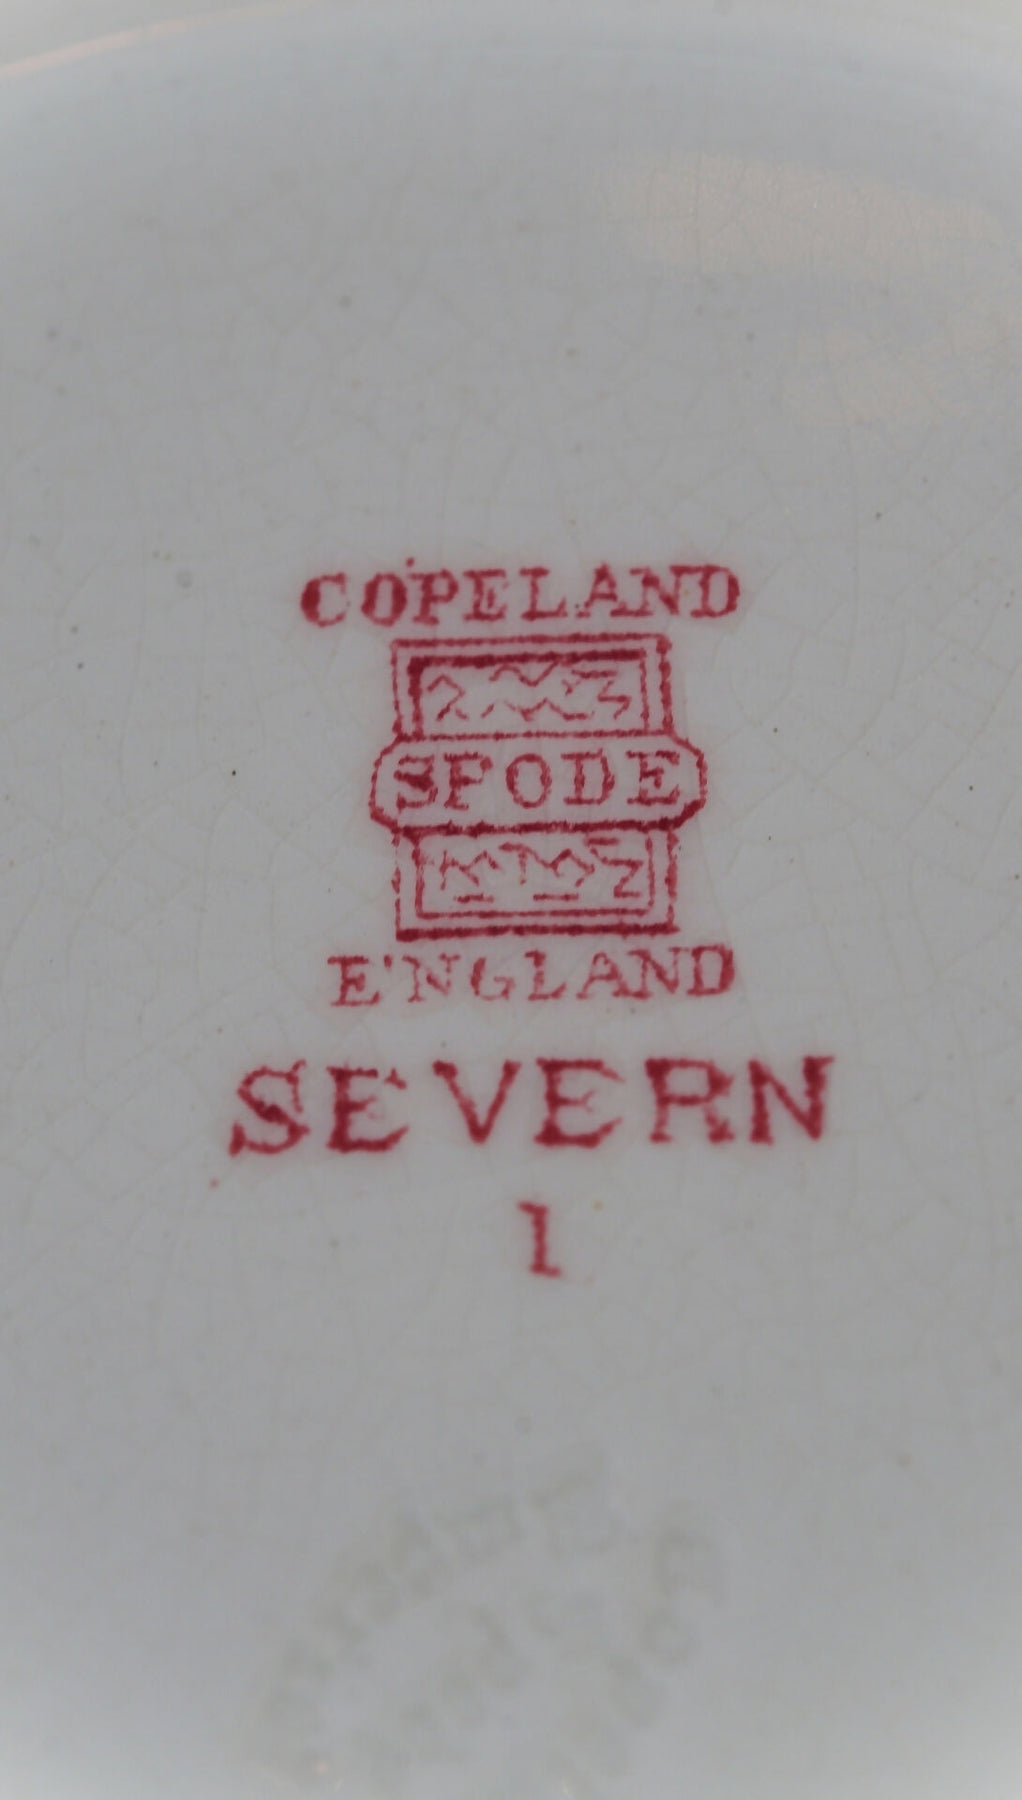 COPELAND
SPODE
ENGLAND
SEVERN
1